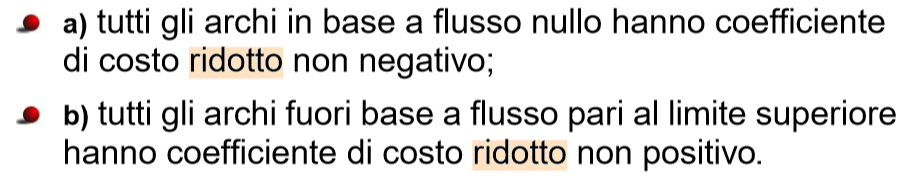 a) tutti gli archi in base a flusso nullo hanno coefficiente
di costo ridotto non negativo;
b) tutti gli archi fuori base a flusso pari al limite superiore
hanno coefficiente di costo ridotto non positivo.